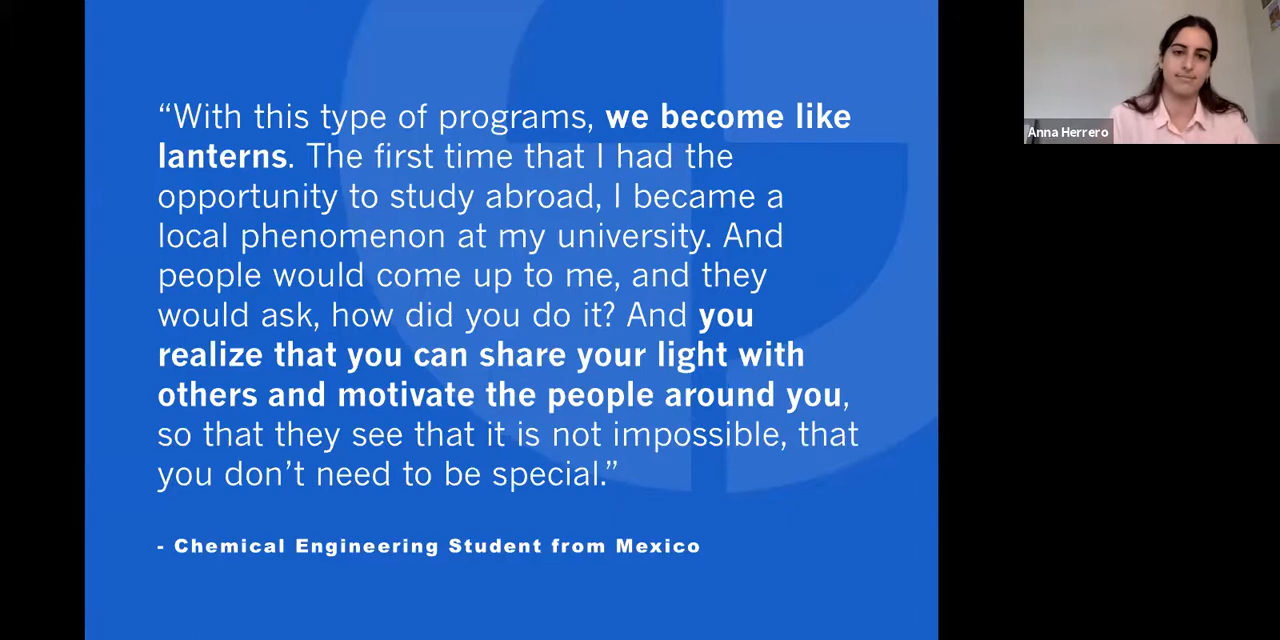 “With this type of programs, we become like
lanterns. The first time that I had the
opportunity to study abroad, I became a
local phenomenon at my university. And
people would come up to me, and they
would ask, how did you do it? And you
realize that you can share your light with
others and motivate the people around you,
so that they see that it is not impossible, that
you don’t need to be special.”
- Chemical Engineering Student from Mexico
Anna Herrero